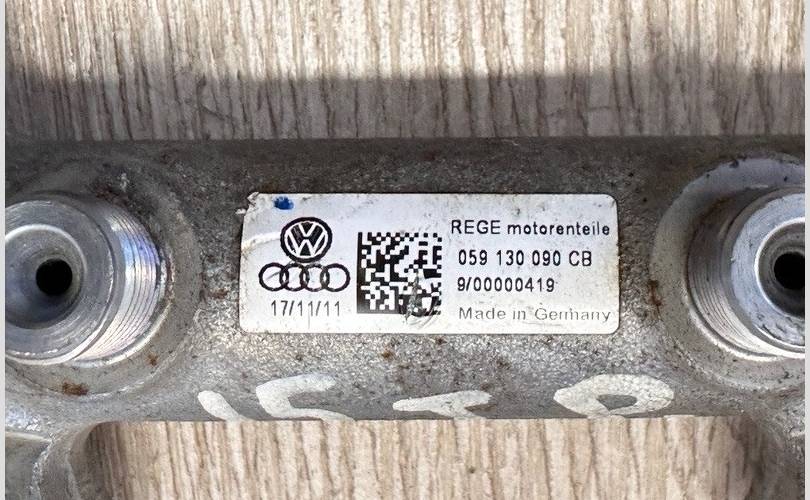 REGE motorenteile
059 130 090 CB
9/00000419
17/11/11
Made in Germany